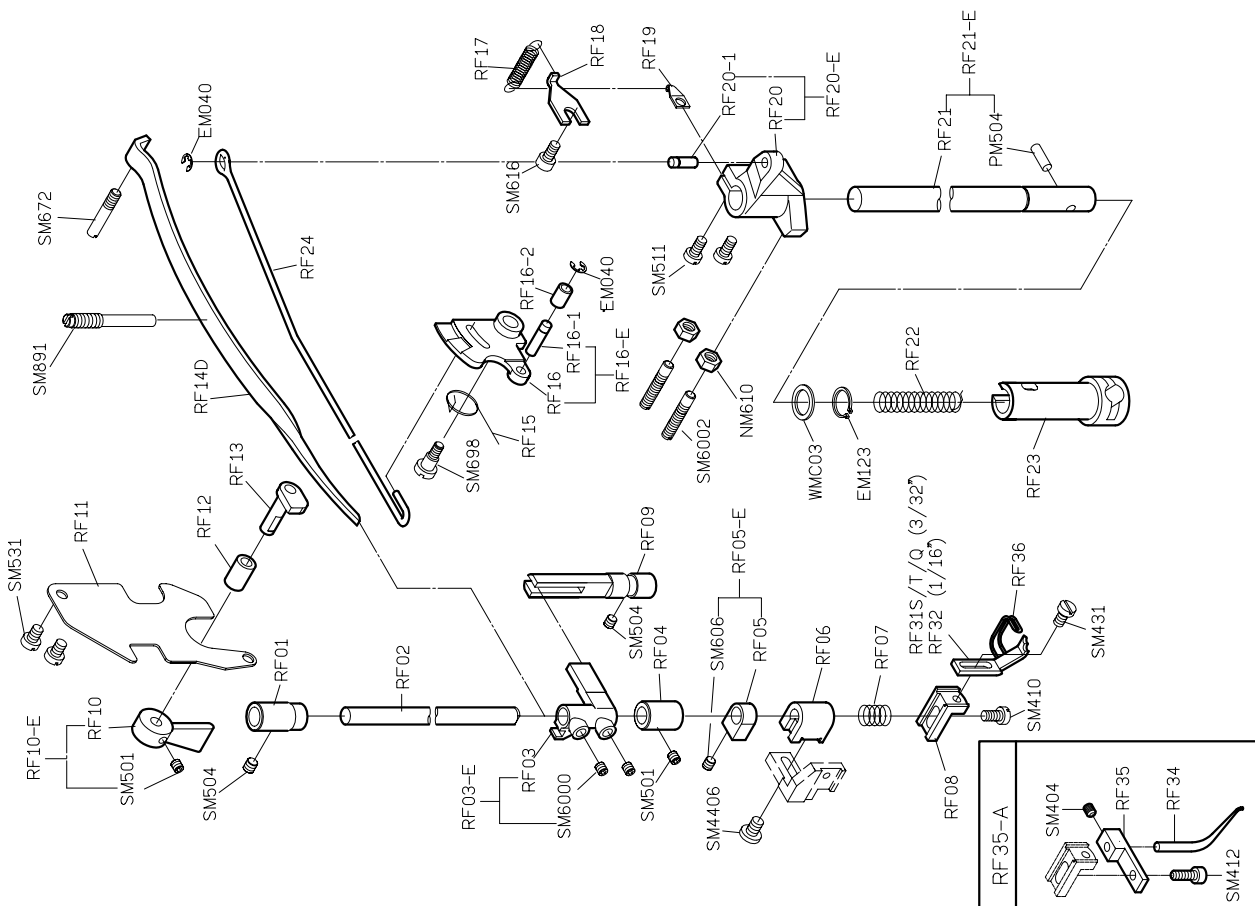 RF17
RF18
RF19
RF20-1
RF20
RF20-E
RF21
RF21-E
PM504
EM040
SM616
SM672
RF24
SM891
RF14D
RF16-2
EM040
RF16-1
RF16
RF16-E
RF15
SM698
SM511
NM610
SM6002
WMC03
EM123
RF22
RF23
RF13
RF12
RF11
SM531
RF10
RF10-E
SM501
SM504
RF01
RF02
RF03
RF03-E
SM6000
SM501
RF09
SM504
RF04
RF05-E
SM606
RF05
RF06
SM4406
RF07
RF31S/T/Q (3/32")
RF32 (1/16")
RF36
SM431
SM410
RF08
RF35-A
SM404
RF35
RF34
SM412